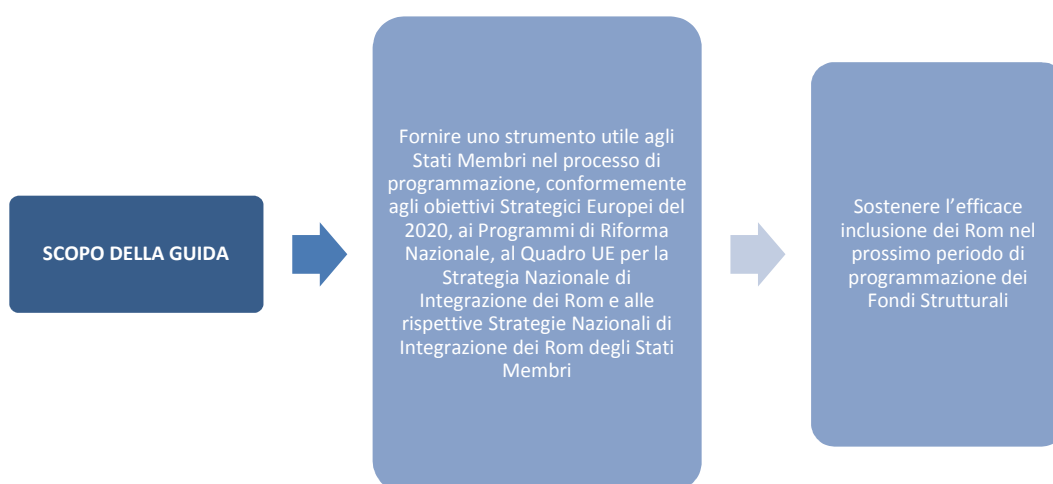 SCOPO DELLA GUIDA
Fornire uno strumento utile agli
Stati Membri nel processo di
programmazione, conformemente
agli obiettivi Strategici Europei del
2020, ai Programmi di Riforma
Nazionale, al Quadro UE per la
Strategia Nazionale di
Integrazione dei Rom e alle
rispettive Strategie Nazionali di
Integrazione dei Rom degli Stati
Membri
Sostenere l’efficace
inclusione dei Rom nel
prossimo periodo di
programmazione dei
Fondi Strutturali